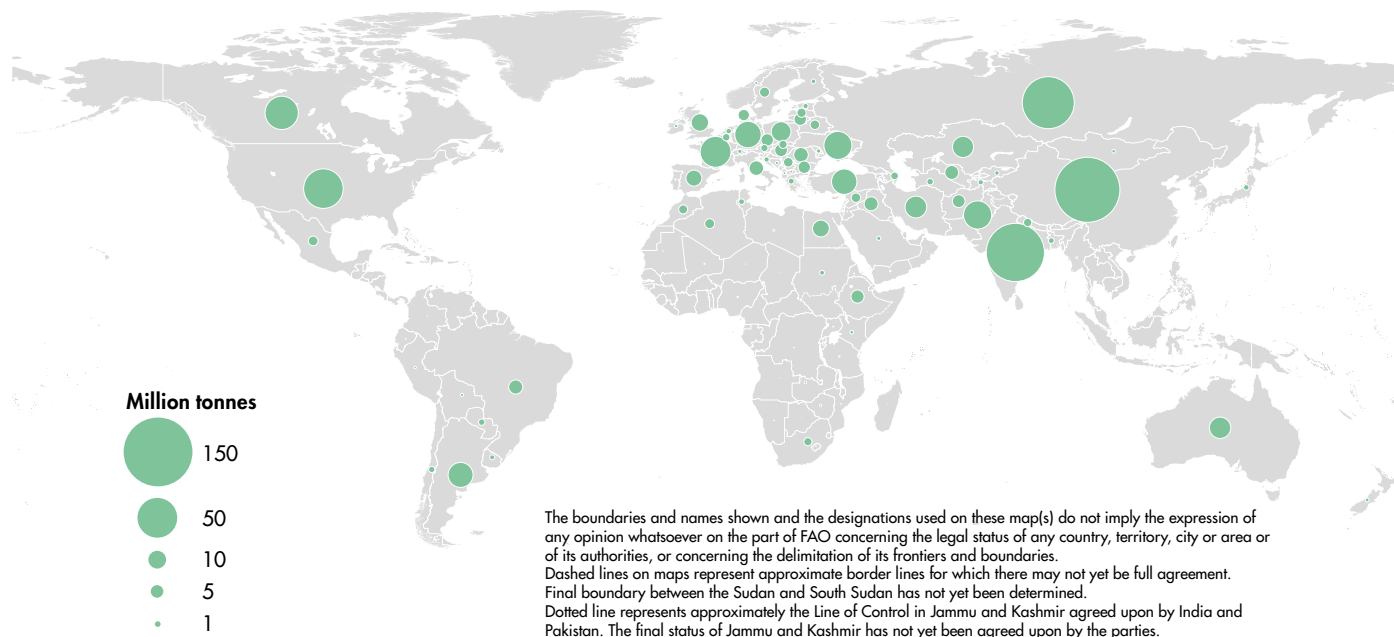 Million tonnes
150
50
10
5
1
The boundaries and names shown and the designations used on these map(s) do not imply the expression of
any opinion whatsoever on the part of FAO concerning the legal status of any country, territory, city or area or
of its authorities, or concerning the delimitation of its frontiers and boundaries.
Dashed lines on maps represent approximate border lines for which there may not yet be full agreement.
Final boundary between the Sudan and South Sudan has not yet been determined.
Dotted line represents approximately the Line of Control in Jammu and Kashmir agreed upon by India and
Pakistan. The final status of Jammu and Kashmir has not yet been agreed upon by the parties.